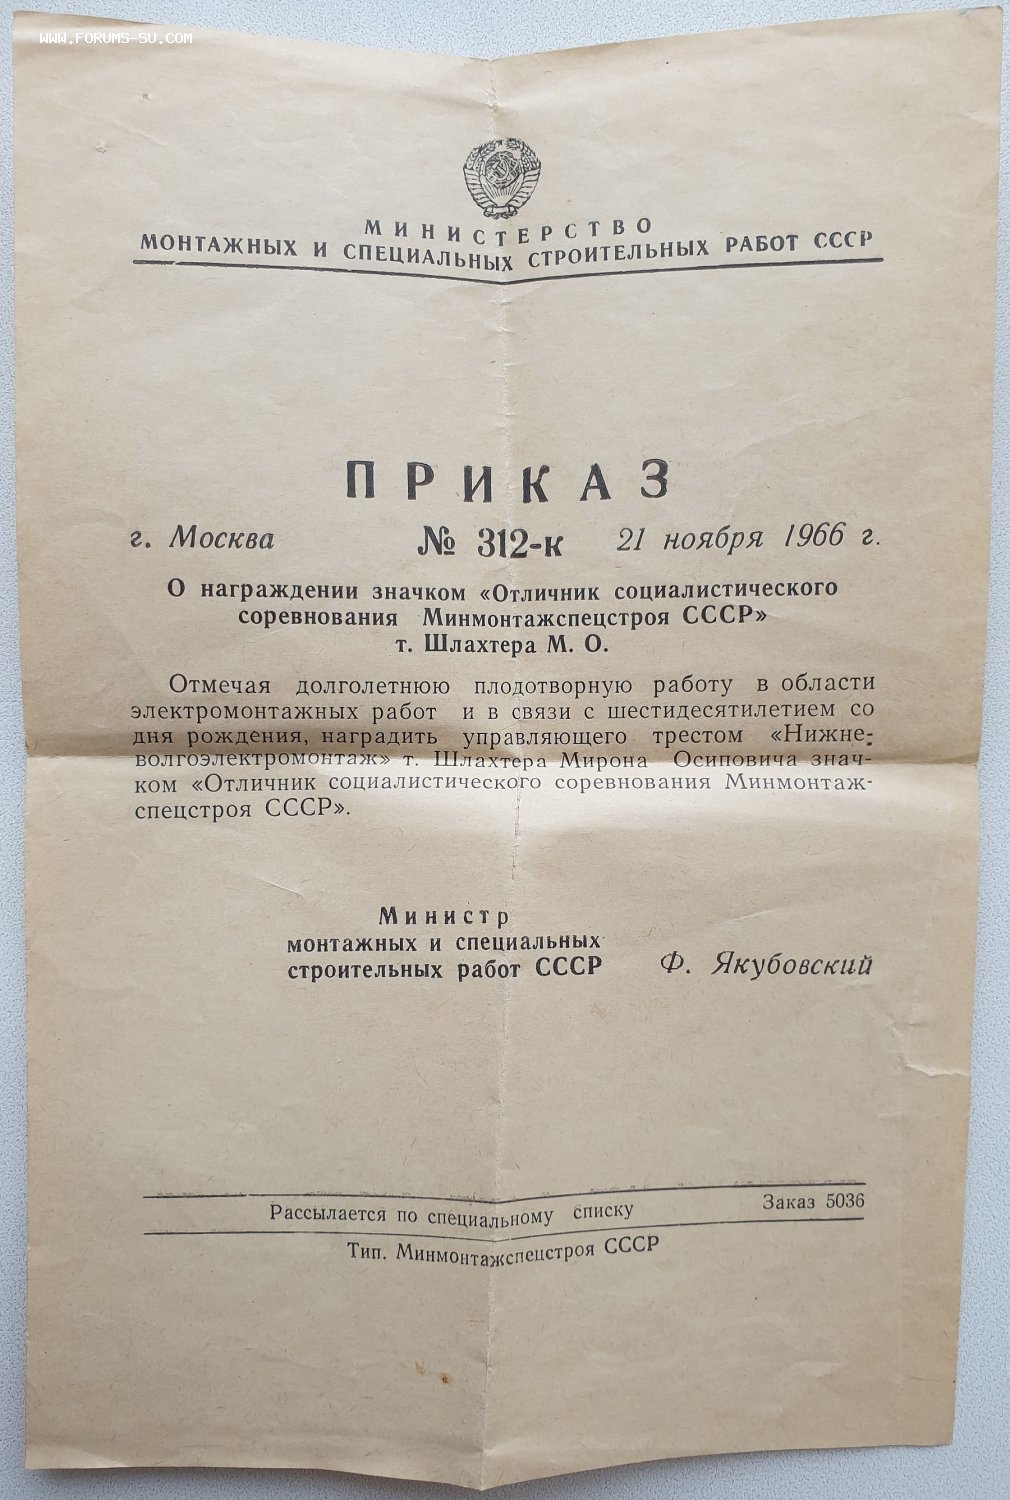 WWW.FORUMS-SU.COM
МИНИСТЕРСТВО
МОНТАЖНЫХ И СПЕЦИАЛЬНЫХ СТРОИТЕЛЬНЫХ РАБОТ СССР
ПРИКАЗ
г. Москва № 312-к 21 ноября 1966 г.
О награждении значком «Отличник социалистического
соревнования Минмонтажспецстроя СССР»
т. Шлахтера М. О.
Отмечая долголетнюю плодотворную работу в области
электромонтажных работ и в связи с шестидесятилетием со
дня рождения, наградить управляющего трестом «Нижне-
волгоэлектромонтаж» т. Шлахтера Мирона Осиповича знач-
ком «Отличник социалистического соревнования Минмонтаж-
спецстроя СССР».
Министр
монтажных и специальных
строительных работ СССР Ф. Якубовский
Рассылается по специальному списку Заказ 5036
Тип. Минмонтажспецстроя СССР